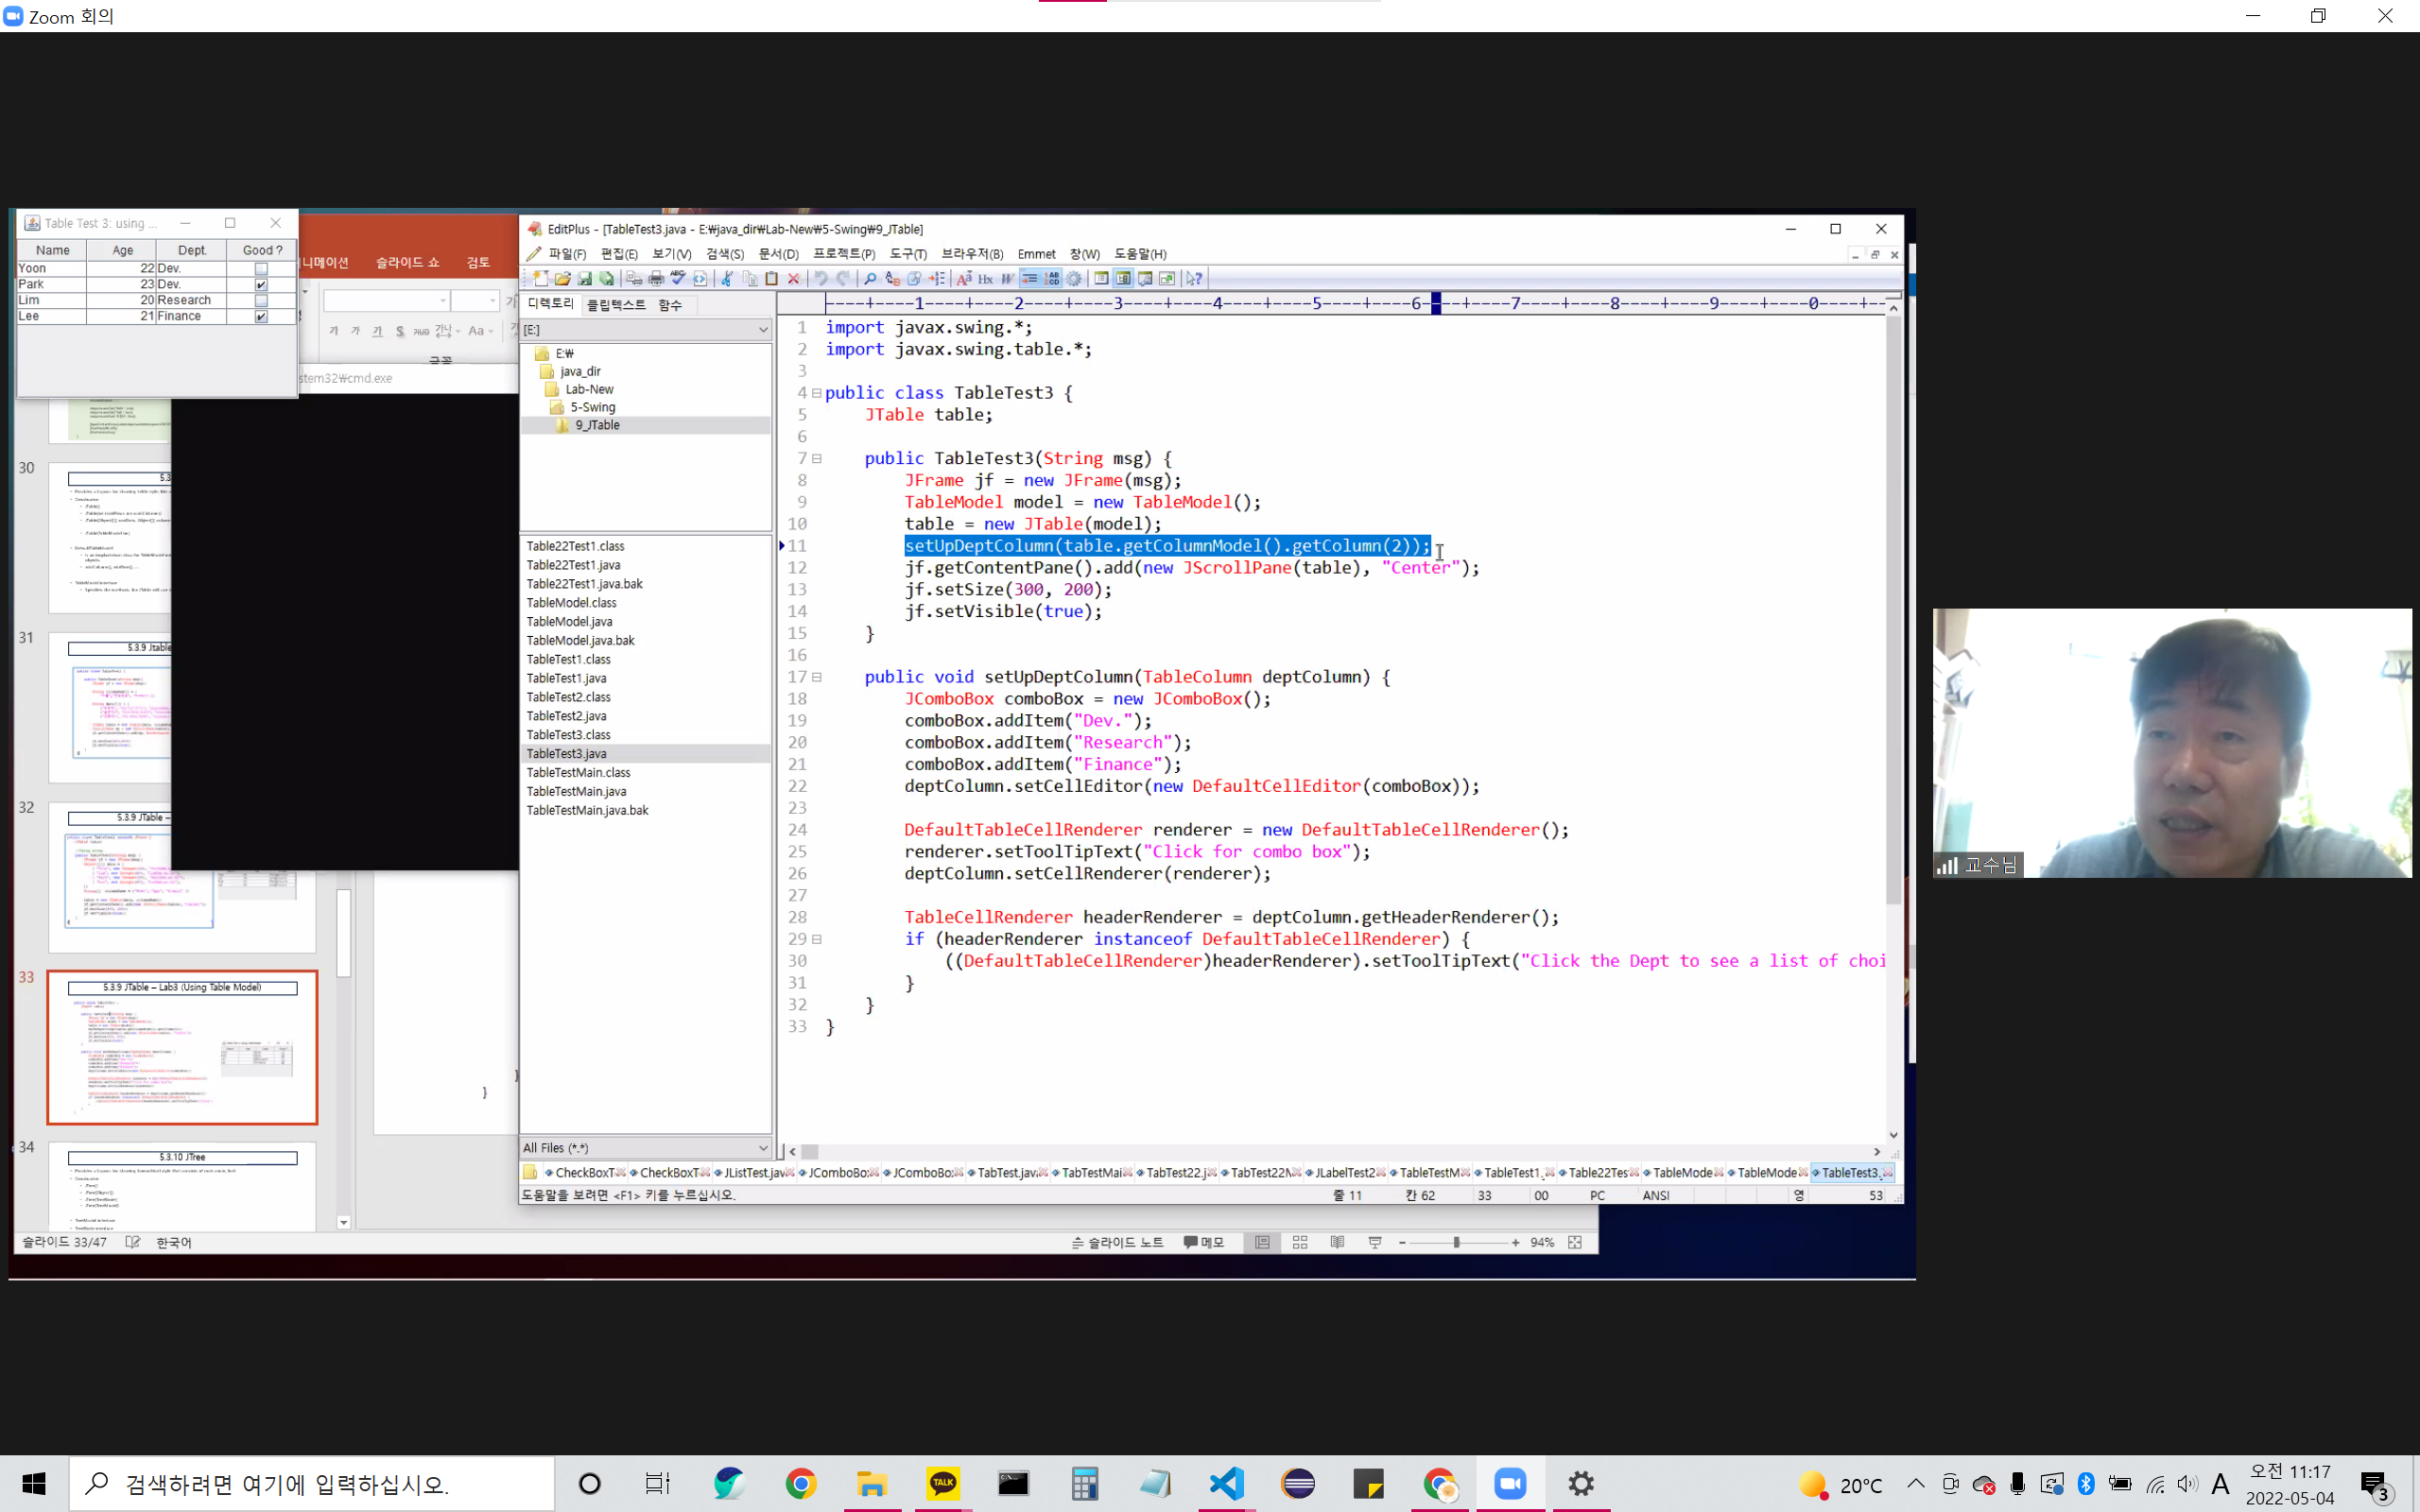 Zoom 회의
Table Test 3: using ...
Name Age Dept. Good ?
Yoon 22 Dev.
Park 23 Dev.
Lim 20 Research
Lee 21 Finance
니메이션 슬라이드 쇼 검토
가 가 가 S 간나 Aa
글꼴
stem32₩cmd.exe
30
31
5.3.9 Jtable
32
5.3.9 JTable –
33
5.3.9 JTable – Lab3 (Using Table Model)
34
5.3.10 JTree
}
슬라이드 33/47 한국어
슬라이드 노트 메모 94%
EditPlus - [TableTest3.java - E:₩java_dir₩Lab-New₩5-Swing₩9_JTable]
파일(F) 편집(E) 보기(V) 검색(S) 문서(D) 프로젝트(P) 도구(T) 브라우저(B) Emmet 창(W) 도움말(H)
디렉토리 클립텍스트 함수
[E:]
E:₩
java_dir
Lab-New
5-Swing
9_JTable
Table22Test1.class
Table22Test1.java
Table22Test1.java.bak
TableModel.class
TableModel.java
TableModel.java.bak
TableTest1.class
TableTest1.java
TableTest2.class
TableTest2.java
TableTest3.class
TableTest3.java
TableTestMain.class
TableTestMain.java
TableTestMain.java.bak
All Files (*.*)
----+----1----+----2----+----3----+----4----+----5----+----6----+----7----+----8----+----9----+----0----+--
1 import javax.swing.*;
2 import javax.swing.table.*;
3
4 public class TableTest3 {
5 JTable table;
6
7 public TableTest3(String msg) {
8 JFrame jf = new JFrame(msg);
9 TableModel model = new TableModel();
10 table = new JTable(model);
11 setUpDeptColumn(table.getColumnModel().getColumn(2));
12 jf.getContentPane().add(new JScrollPane(table), "Center");
13 jf.setSize(300, 200);
14 jf.setVisible(true);
15 }
16
17 public void setUpDeptColumn(TableColumn deptColumn) {
18 JComboBox comboBox = new JComboBox();
19 comboBox.addItem("Dev.");
20 comboBox.addItem("Research");
21 comboBox.addItem("Finance");
22 deptColumn.setCellEditor(new DefaultCellEditor(comboBox));
23
24 DefaultTableCellRenderer renderer = new DefaultTableCellRenderer();
25 renderer.setToolTipText("Click for combo box");
26 deptColumn.setCellRenderer(renderer);
27
28 TableCellRenderer headerRenderer = deptColumn.getHeaderRenderer();
29 if (headerRenderer instanceof DefaultTableCellRenderer) {
30 ((DefaultTableCellRenderer)headerRenderer).setToolTipText("Click the Dept to see a list of choi
31 }
32 }
33 }
CheckBoxT CheckBoxT JListTest.jav JComboBo: JComboBo: TabTest.java TabTestMai TabTest22.j TabTest22M JLabelTest2 TableTestM TableTest1. Table22Tes TableMode TableMode TableTest3.
도움말을 보려면 <F1> 키를 누르십시오. 줄 11 칸 62 33 00 PC ANSI 영 53
교수님
검색하려면 여기에 입력하십시오.
TALK
20°C
A
오전 11:17
2022-05-04
3